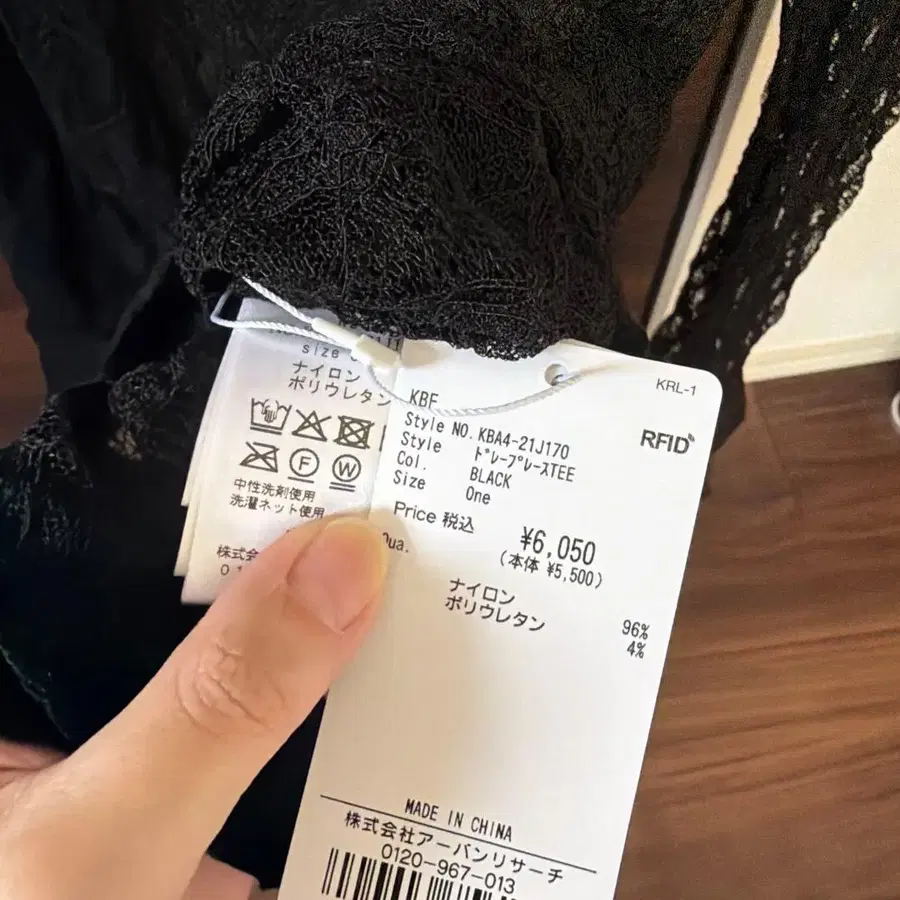 size
ナイロン
ポリウレタン
F W
中性洗剤使用
洗濯ネット使用
株式会
KRL-1
RFID
KBF
Style NO. KBA4-21J170
Style ドレープレースTEE
Col. BLACK
Size One
Price 税込 ¥6,050
(本体 ¥5,500)
Qua.
ナイロン 96%
ポリウレタン 4%
MADE IN CHINA
株式会社アーバンリサーチ
0120-967-013